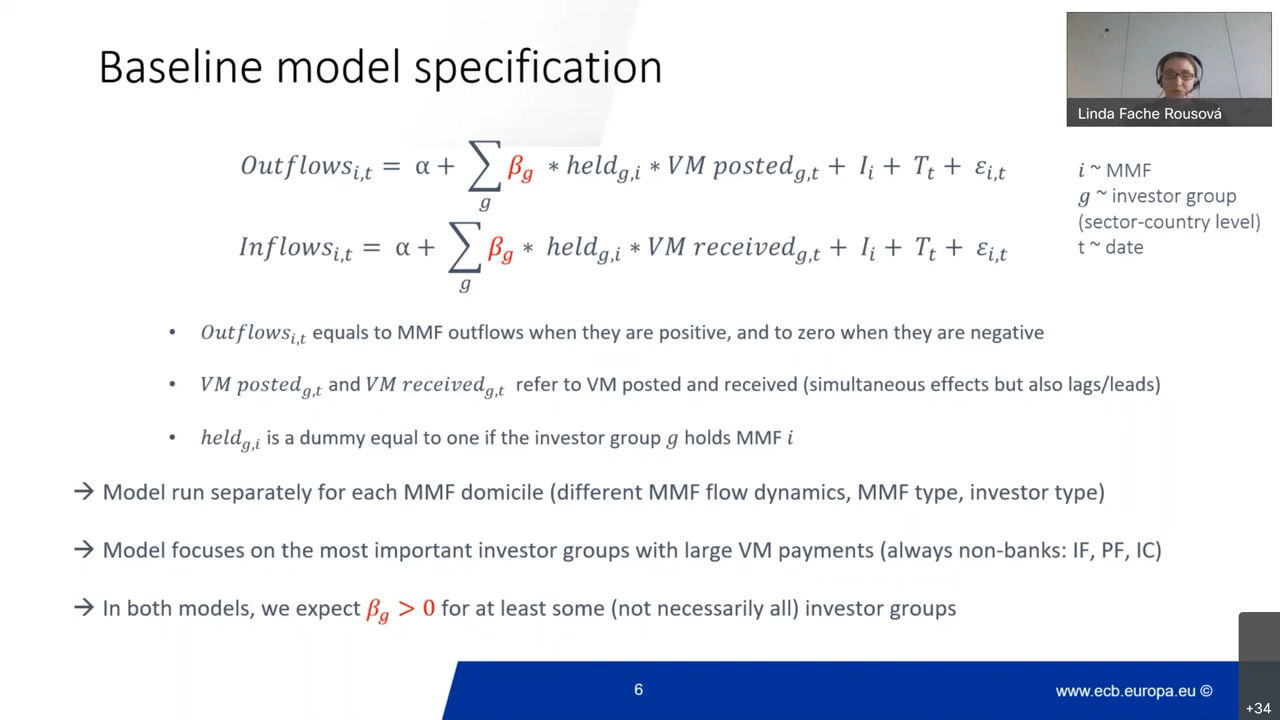 Baseline model specification
Linda Fache Rousová
Outflows_{i,t} = α + ∑_g β_g * held_{g,i} * VM posted_{g,t} + I_i + T_t + ε_{i,t}
Inflows_{i,t} = α + ∑_g β_g * held_{g,i} * VM received_{g,t} + I_i + T_t + ε_{i,t}
i ~ MMF
g ~ investor group
(sector-country level)
t ~ date
• Outflows_{i,t} equals to MMF outflows when they are positive, and to zero when they are negative
• VM posted_{g,t} and VM received_{g,t} refer to VM posted and received (simultaneous effects but also lags/leads)
• held_{g,i} is a dummy equal to one if the investor group g holds MMF i
→ Model run separately for each MMF domicile (different MMF flow dynamics, MMF type, investor type)
→ Model focuses on the most important investor groups with large VM payments (always non-banks: IF, PF, IC)
→ In both models, we expect β_g > 0 for at least some (not necessarily all) investor groups
6
www.ecb.europa.eu ©
+34